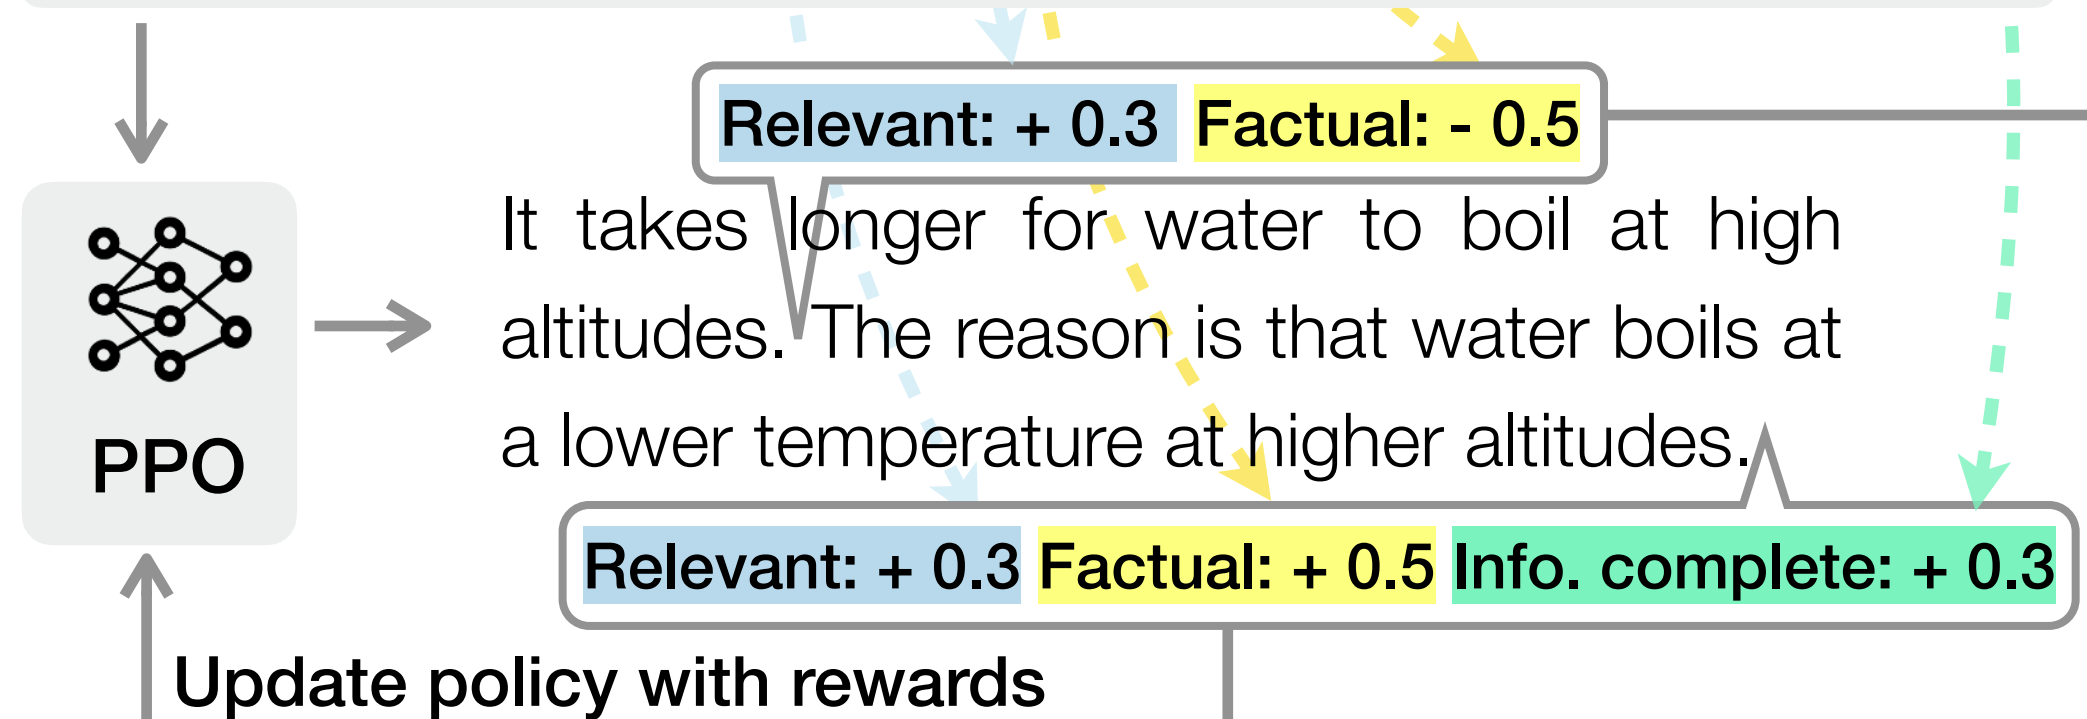 Relevant: + 0.3 Factual: - 0.5
It takes longer for water to boil at high
altitudes. The reason is that water boils at
a lower temperature at higher altitudes.
PPO
Relevant: + 0.3 Factual: + 0.5 Info. complete: + 0.3
Update policy with rewards